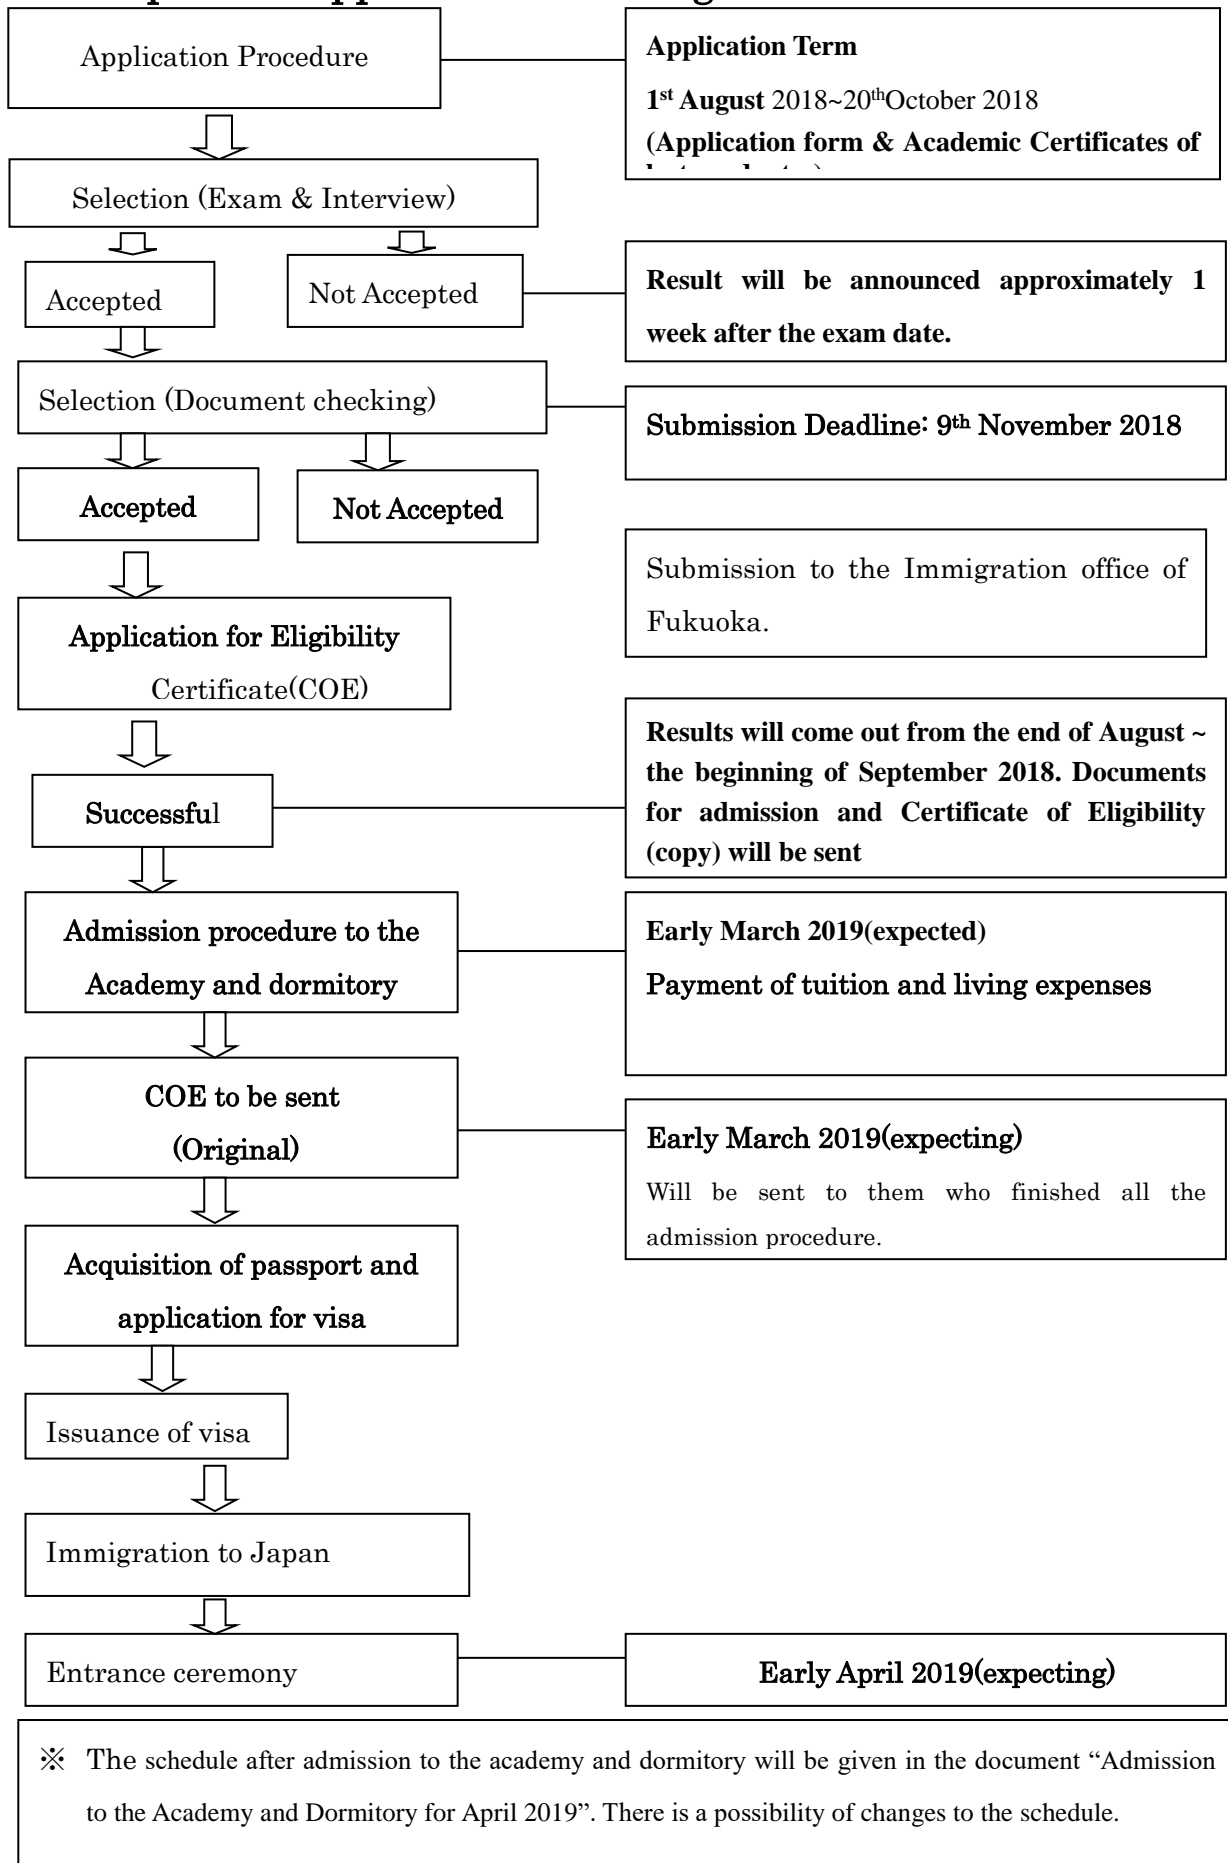 Application Procedure
Application Term
1st August 2018~20thOctober 2018
(Application form & Academic Certificates of
Selection (Exam & Interview)
Accepted
Not Accepted
Result will be announced approximately 1
week after the exam date.
Selection (Document checking)
Submission Deadline: 9th November 2018
Accepted
Not Accepted
Submission to the Immigration office of
Fukuoka.
Application for Eligibility
Certificate(COE)
Results will come out from the end of August ~
the beginning of September 2018. Documents
for admission and Certificate of Eligibility
(copy) will be sent
Successful
Admission procedure to the
Academy and dormitory
Early March 2019(expected)
Payment of tuition and living expenses
COE to be sent
(Original)
Early March 2019(expecting)
Will be sent to them who finished all the
admission procedure.
Acquisition of passport and
application for visa
Issuance of visa
Immigration to Japan
Entrance ceremony
Early April 2019(expecting)
※ The schedule after admission to the academy and dormitory will be given in the document “Admission
to the Academy and Dormitory for April 2019”. There is a possibility of changes to the schedule.